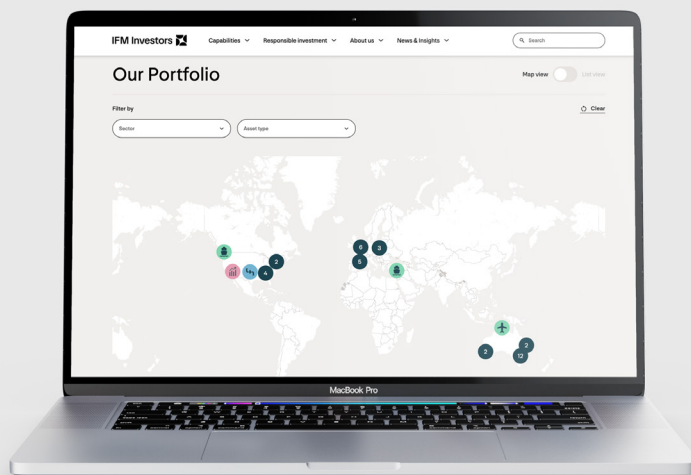 IFM Investors
Capabilities
Responsible investment
About us
News & Insights
Search
Our Portfolio
Map view
List view
Filter by
Clear
Sector
Asset type
6
3
2
5
4
2
2
12
MacBook Pro